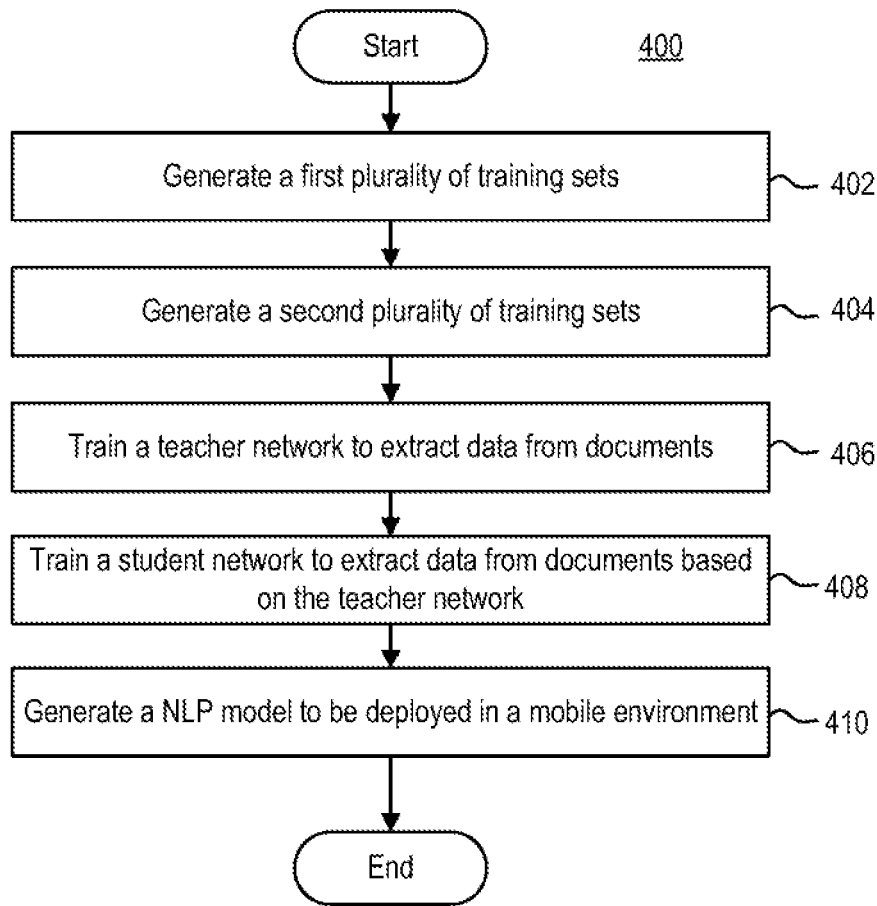 Start
400
Generate a first plurality of training sets
402
Generate a second plurality of training sets
404
Train a teacher network to extract data from documents
406
Train a student network to extract data from documents based
on the teacher network
408
Generate a NLP model to be deployed in a mobile environment
410
End